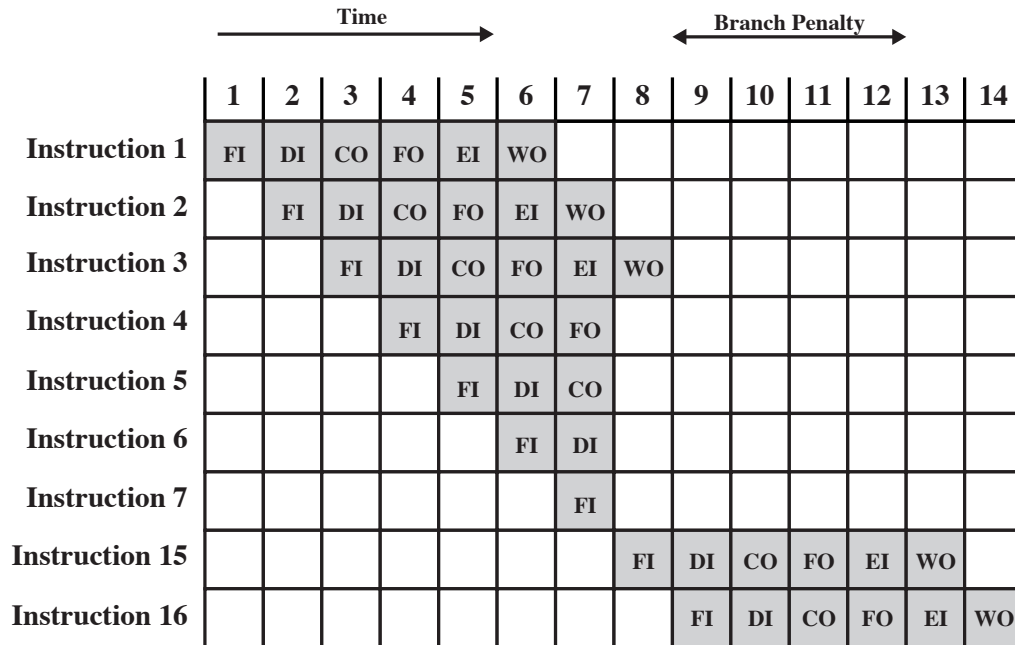 Time Branch Penalty
1 2 3 4 5 6 7 8 9 10 11 12 13 14
Instruction 1 FI DI CO FO EI WO
Instruction 2 FI DI CO FO EI WO
Instruction 3 FI DI CO FO EI WO
Instruction 4 FI DI CO FO
Instruction 5 FI DI CO
Instruction 6 FI DI
Instruction 7 FI
Instruction 15 FI DI CO FO EI WO
Instruction 16 FI DI CO FO EI WO